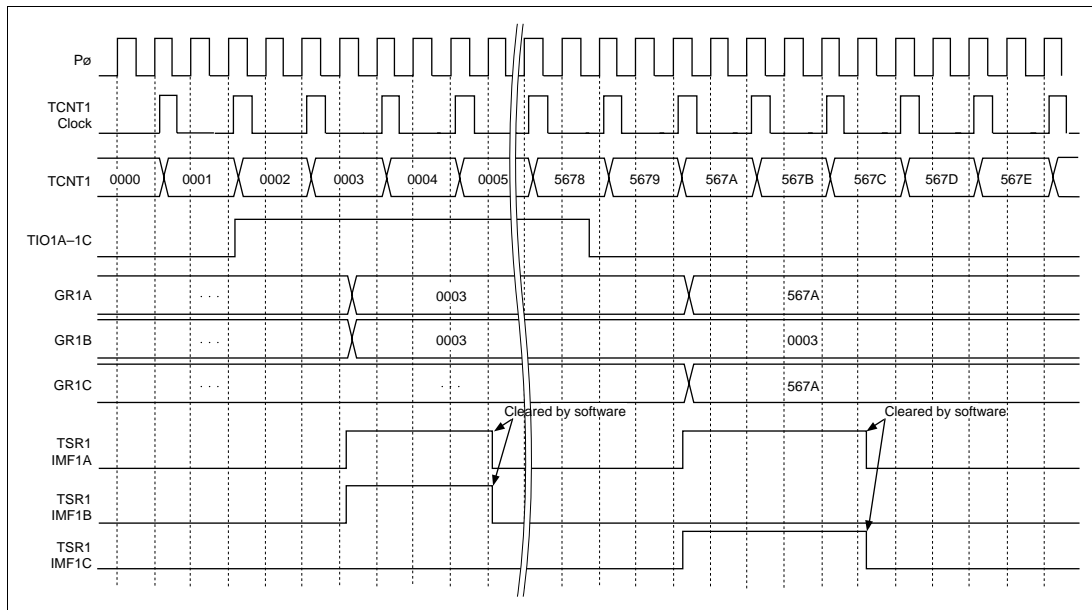 Pø
TCNT1
Clock
TCNT1 0000 0001 0002 0003 0004 0005 5678 5679 567A 567B 567C 567D 567E
TIO1A–1C
GR1A . . . 0003 567A
GR1B . . . 0003 0003
GR1C . . . . . . 567A
Cleared by software Cleared by software
TSR1
IMF1A
TSR1
IMF1B
TSR1
IMF1C